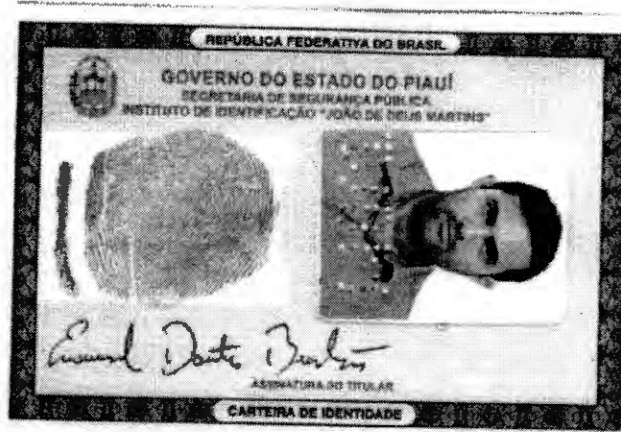 REPÚBLICA FEDERATIVA DO BRASIL
GOVERNO DO ESTADO DO PIAUÍ
SECRETARIA DE SEGURANÇA PÚBLICA
INSTITUTO DE IDENTIFICAÇÃO "JOÃO DE DEUS MARTINS"
ASSINATURA DO TITULAR
CARTEIRA DE IDENTIDADE